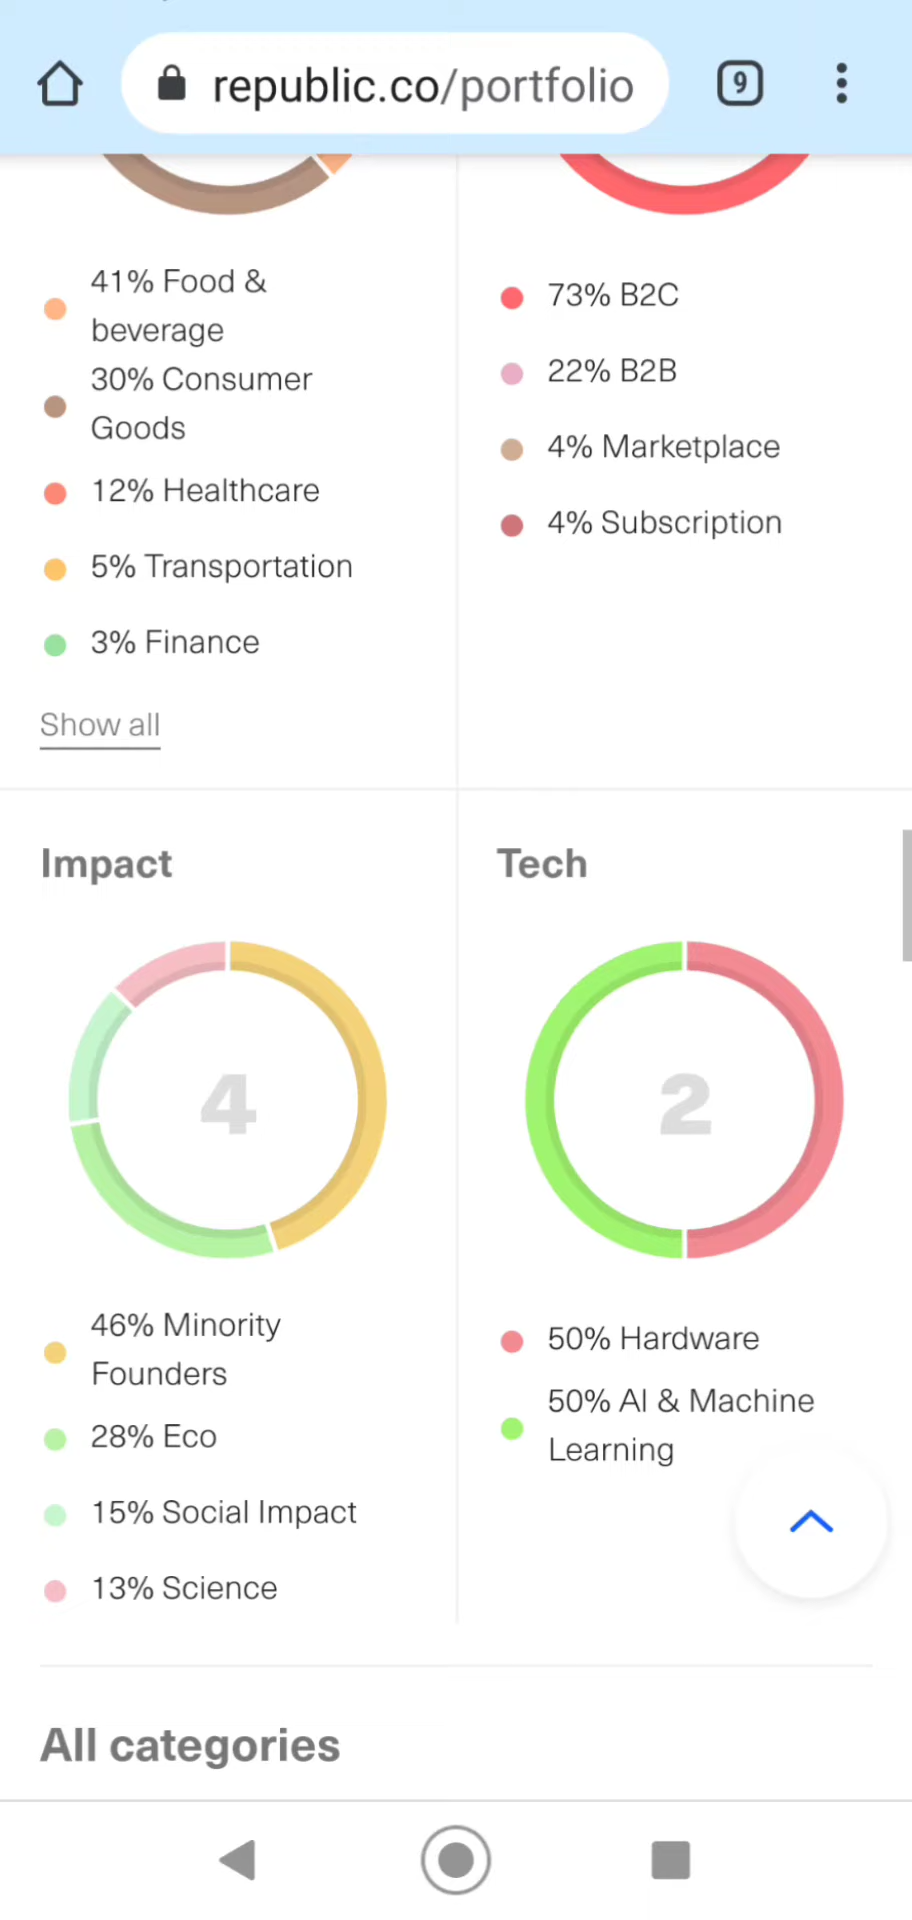 republic.co/portfolio
9
41% Food &
beverage
30% Consumer
Goods
12% Healthcare
5% Transportation
3% Finance
Show all
73% B2C
22% B2B
4% Marketplace
4% Subscription
Impact
4
46% Minority
Founders
28% Eco
15% Social Impact
13% Science
Tech
2
50% Hardware
50% AI & Machine
Learning
All categories